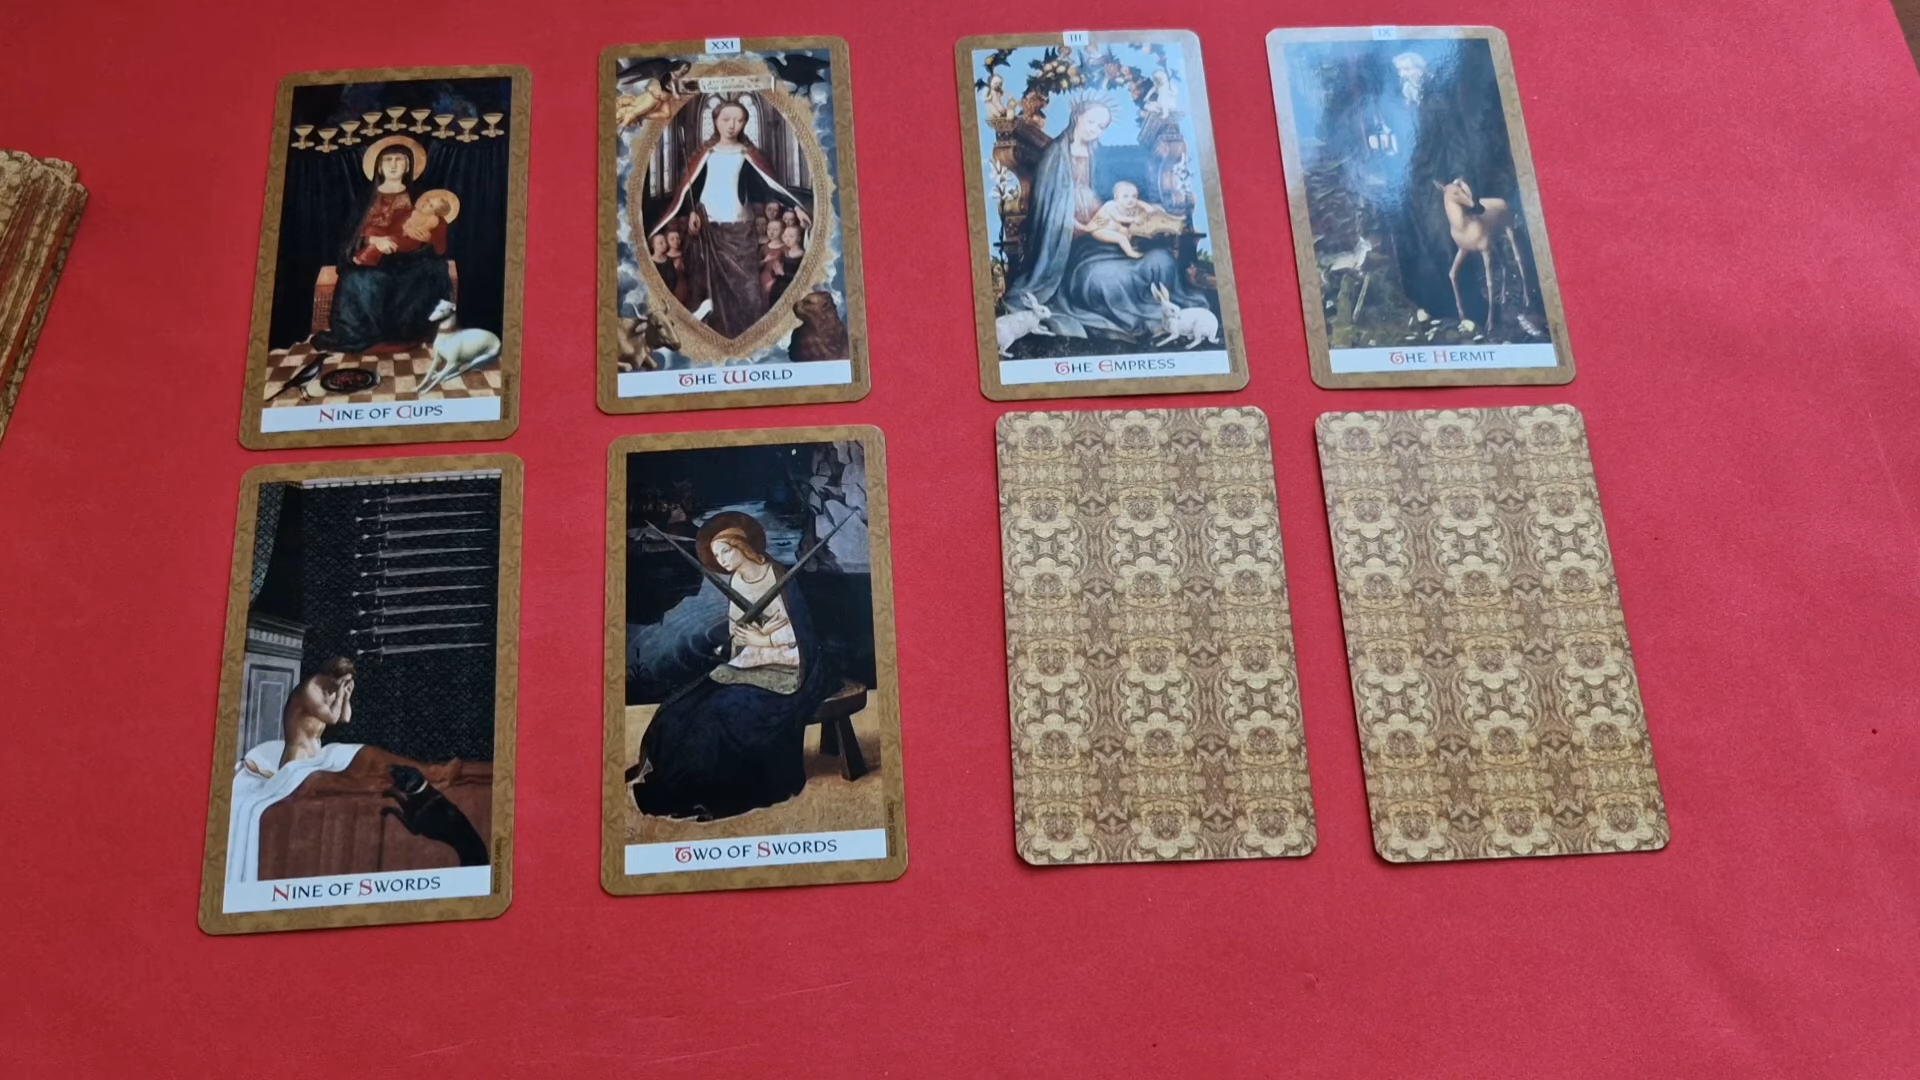 XXI
III
IX
NINE OF CUPS
THE WORLD
THE EMPRESS
THE HERMIT
NINE OF SWORDS
TWO OF SWORDS